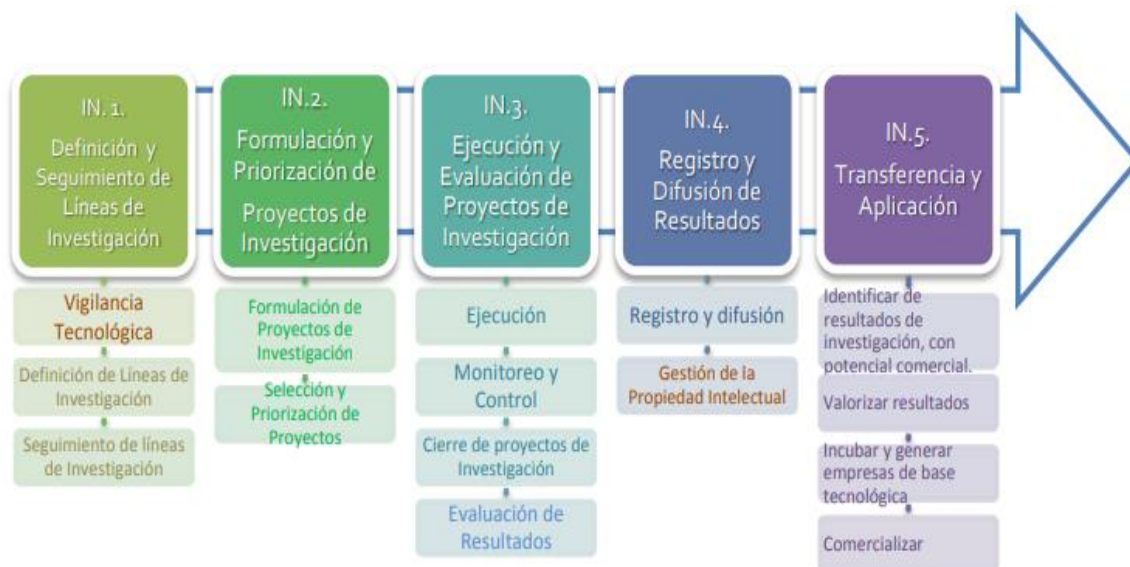 IN. 1.
Definición y
Seguimiento de
Líneas de
Investigación
Vigilancia
Tecnológica
Definición de Líneas de
Investigación
Seguimiento de líneas
de Investigación
IN.2.
Formulación y
Priorización de
Proyectos de
Investigación
Formulación de
Proyectos de
Investigación
Selección y
Priorización de
Proyectos
IN.3.
Ejecución y
Evaluación de
Proyectos de
Investigación
Ejecución
Monitoreo y
Control
Cierre de proyectos de
Investigación
Evaluación de
Resultados
IN.4.
Registro y
Difusión de
Resultados
Registro y difusión
Gestión de la
Propiedad Intelectual
IN.5.
Transferencia y
Aplicación
Identificar de
resultados de
investigación, con
potencial comercial.
Valorizar resultados
Incubar y generar
empresas de base
tecnológica
Comercializar